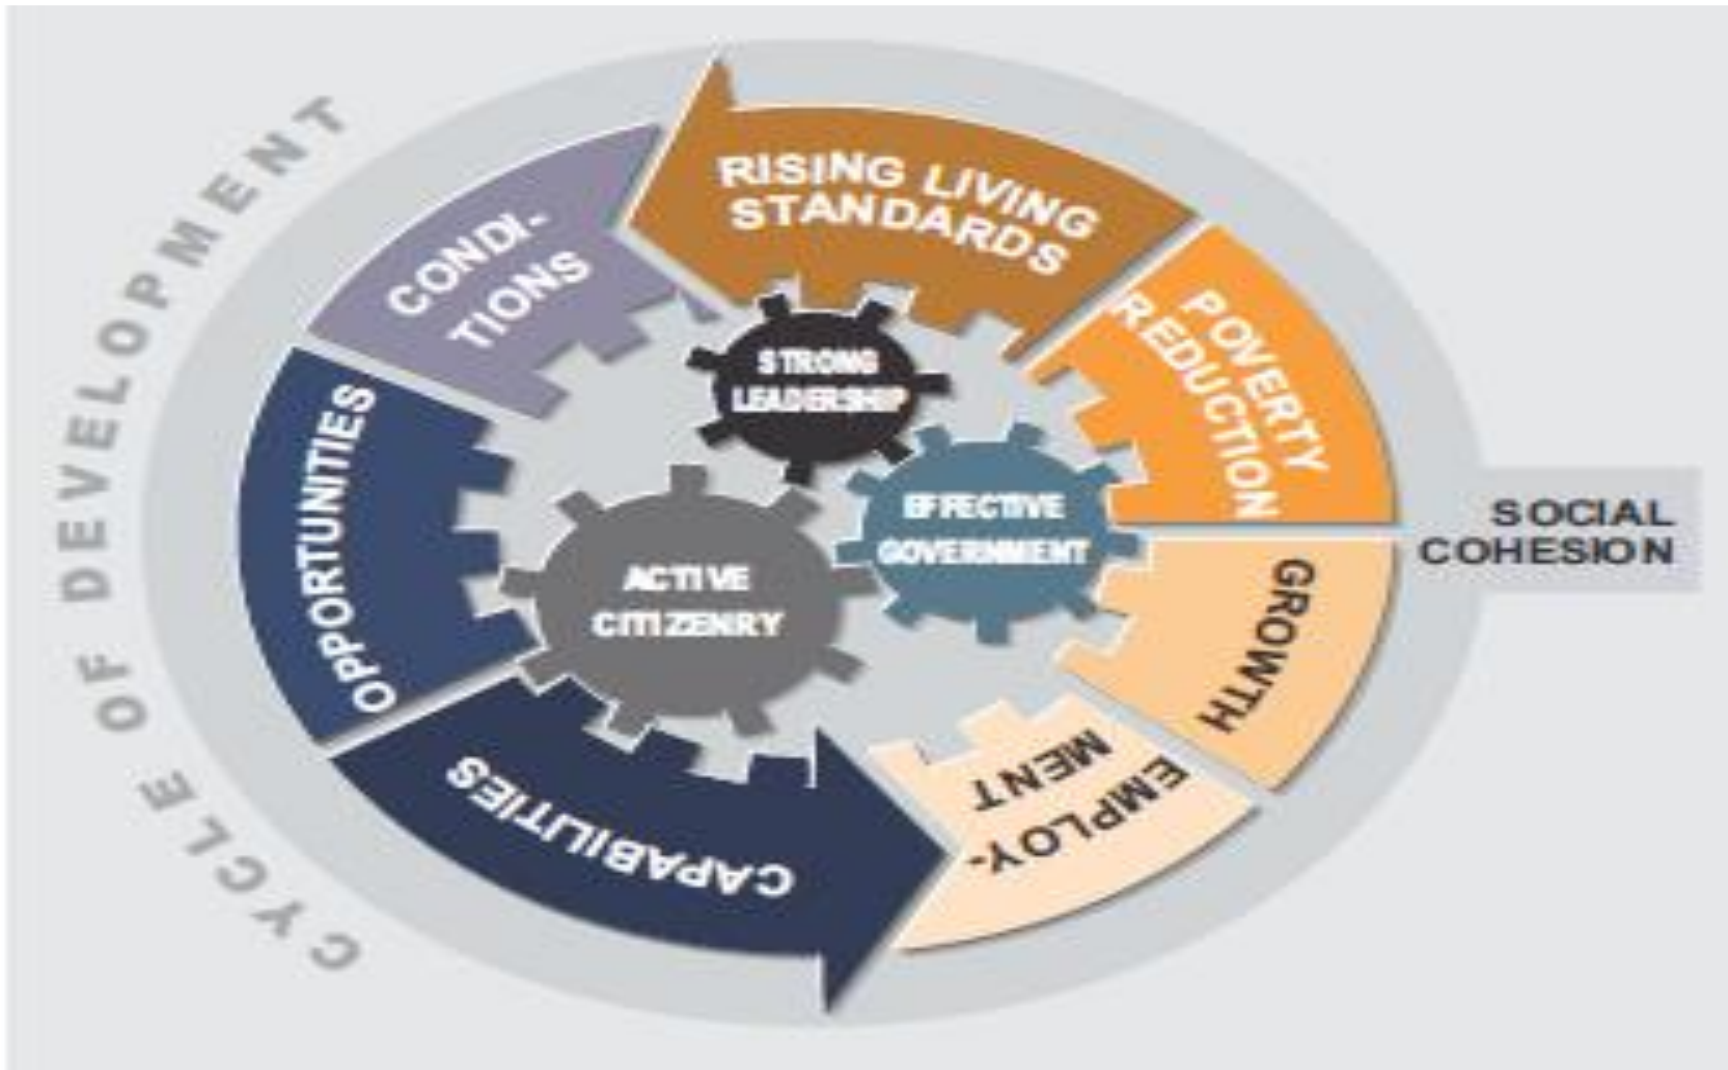 CYCLE OF DEVELOPMENT
RISING LIVING
STANDARDS
POVERTY
REDUCTION
GROWTH
EMPLOY-
MENT
CAPABILITIES
OPPORTUNITIES
CONDI-
TIONS
STRONG
LEADERSHIP
EFFECTIVE
GOVERNMENT
ACTIVE
CITIZENRY
SOCIAL
COHESION